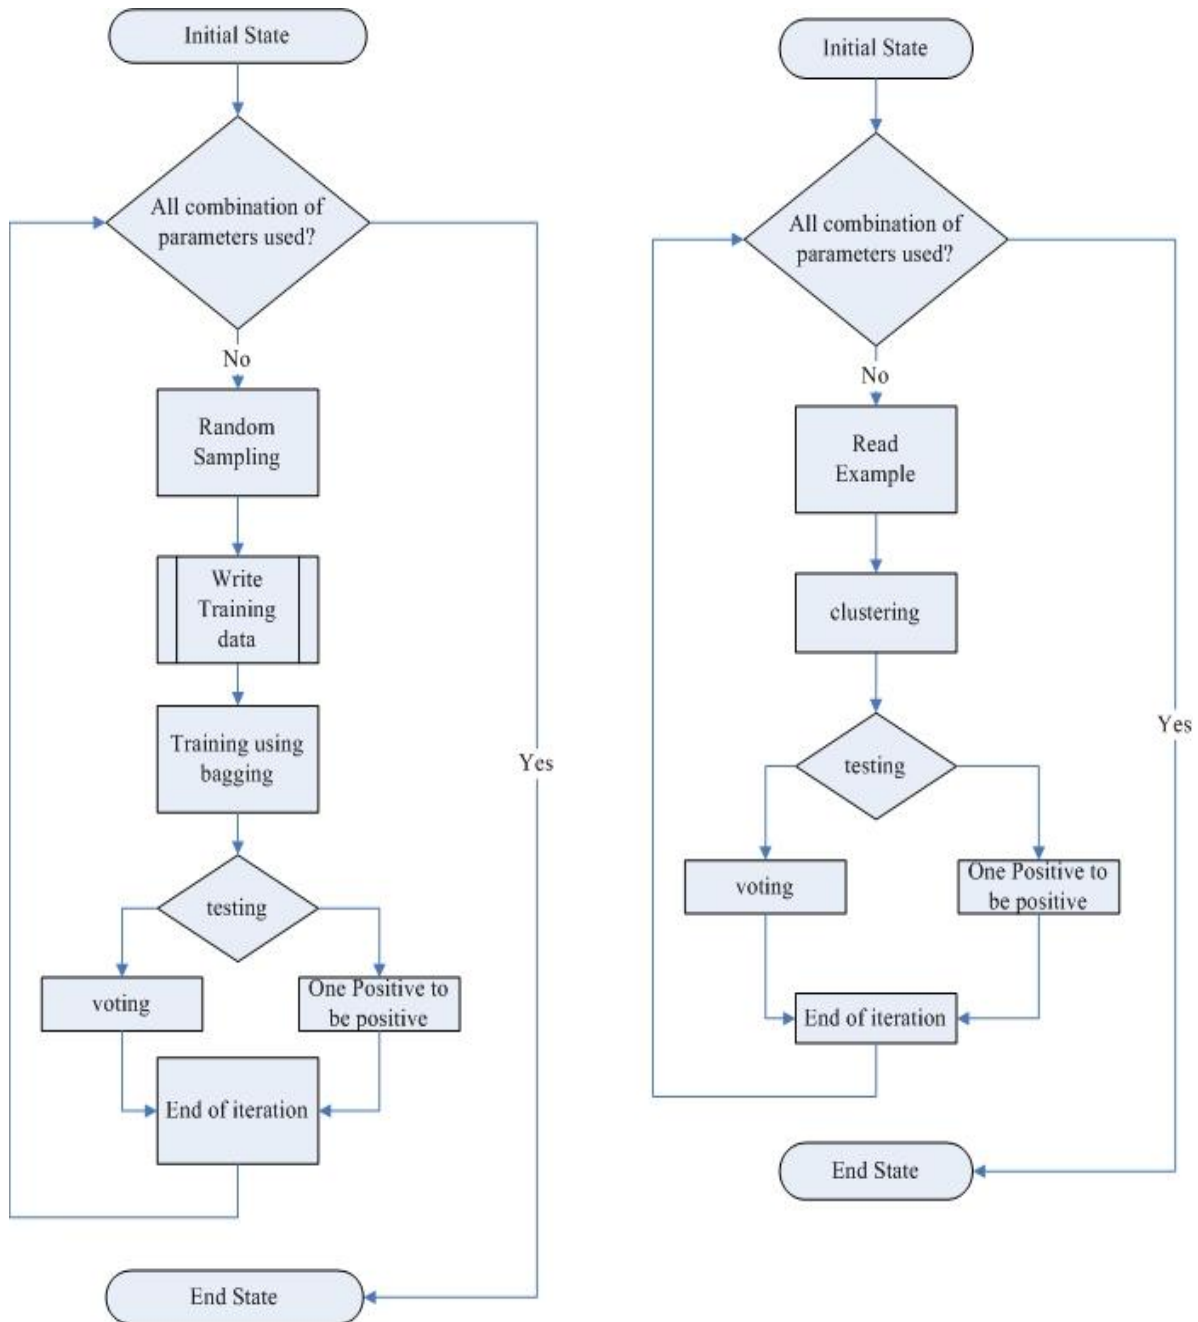 Initial State
All combination of
parameters used?
No
Random
Sampling
Write
Training
data
Training using
bagging
Yes
testing
voting
One Positive to
be positive
End of iteration
End State
Initial State
All combination of
parameters used?
No
Read
Example
clustering
Yes
testing
voting
One Positive to
be positive
End of iteration
End State